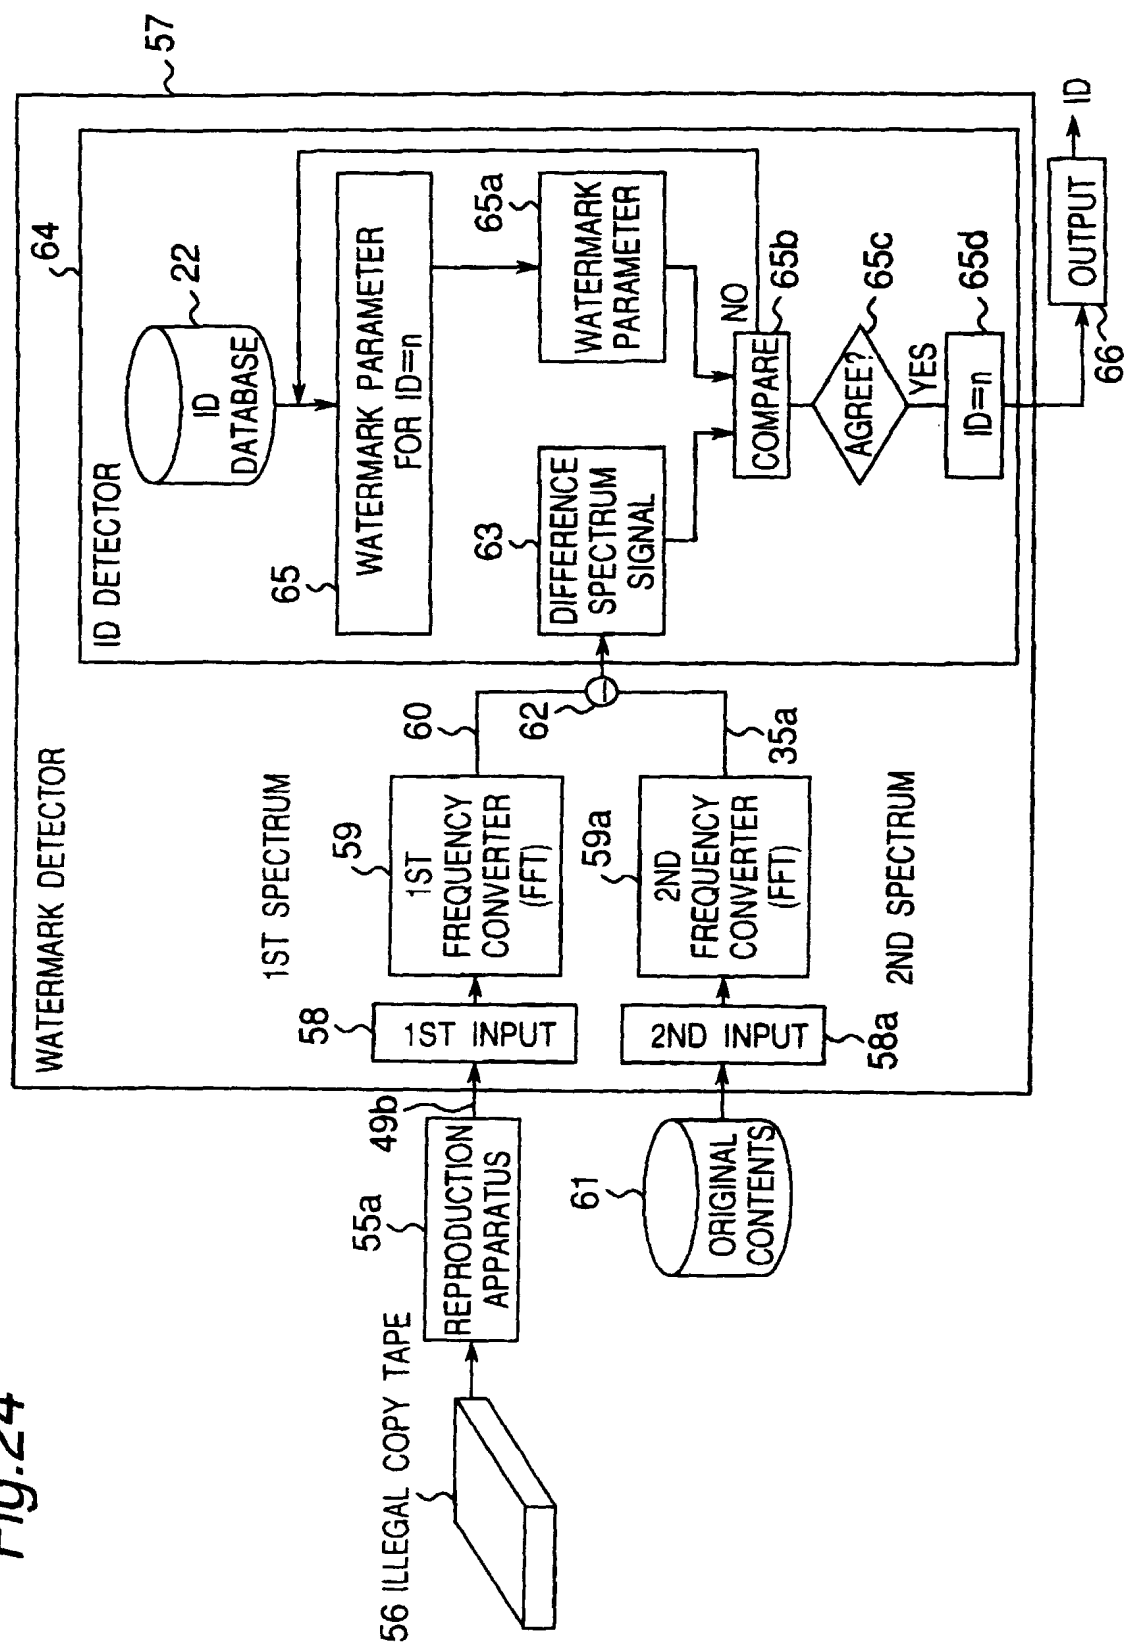 Fig.24
56 ILLEGAL COPY TAPE
55a
REPRODUCTION
APPARATUS
49b
61
ORIGINAL
CONTENTS
WATERMARK DETECTOR
57
58
1ST INPUT
1ST SPECTRUM
59
1ST
FREQUENCY
CONVERTER
(FFT)
60
58a
2ND INPUT
59a
2ND
FREQUENCY
CONVERTER
(FFT)
2ND SPECTRUM
35a
62
ID DETECTOR
64
22
ID
DATABASE
65
WATERMARK PARAMETER
FOR ID=n
63
DIFFERENCE
SPECTRUM
SIGNAL
65a
WATERMARK
PARAMETER
COMPARE
65b
NO
AGREE?
65c
YES
ID=n
65d
OUTPUT
66
ID